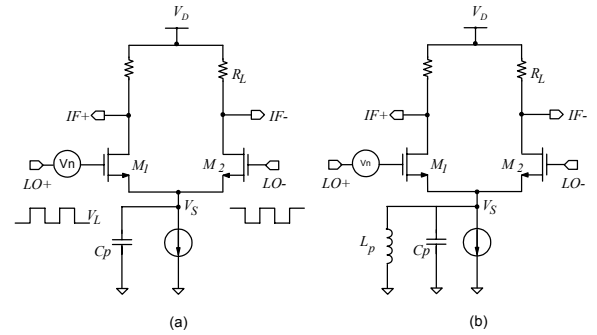 V_D
R_L
IF+ IF-
Vn M_1 M_2
LO+ LO-
V_L V_S
Cp
(a)
V_D
R_L
IF+ IF-
Vn M_1 M_2
LO+ LO-
V_S
L_p Cp
(b)